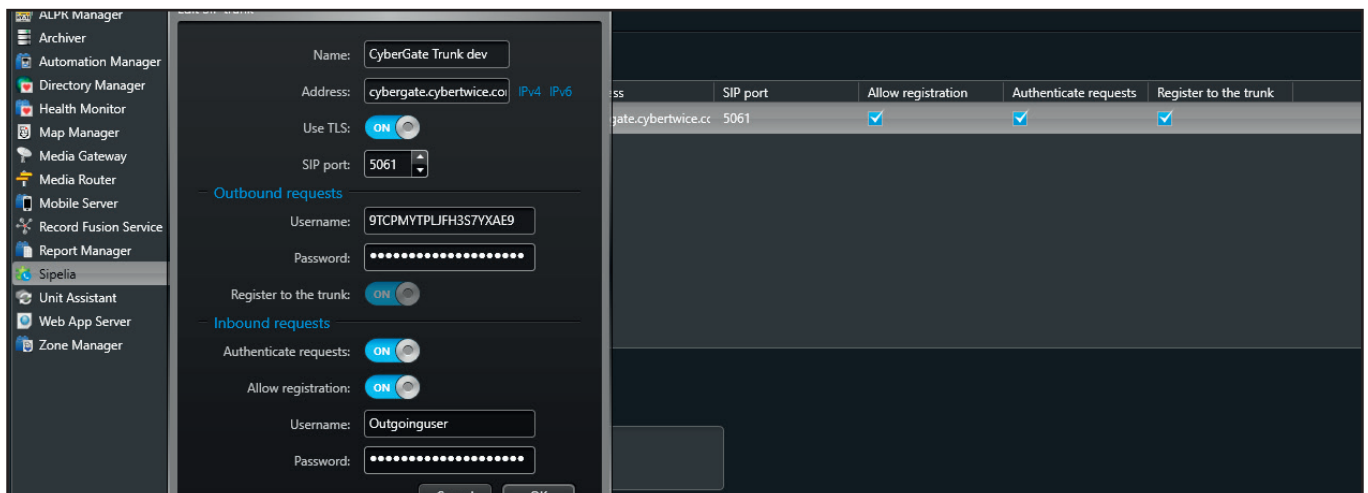 ALPR Manager
Archiver
Automation Manager
Directory Manager
Health Monitor
Map Manager
Media Gateway
Media Router
Mobile Server
Record Fusion Service
Report Manager
Sipelia
Unit Assistant
Web App Server
Zone Manager
Name: CyberGate Trunk dev
Address: cybergate.cybertwice.co IPv4 IPv6
Use TLS: ON
SIP port: 5061
Outbound requests
Username: 9TCPMYTPLJFH3S7YXAE9
Password: ••••••••••••••••••••
Register to the trunk: ON
Inbound requests
Authenticate requests: ON
Allow registration: ON
Username: Outgoinguser
Password: ••••••••••••••••••••
ss SIP port Allow registration Authenticate requests Register to the trunk
gate.cybertwice.cc 5061